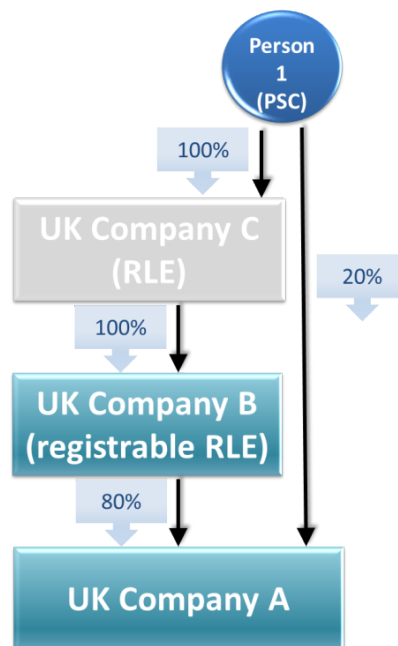 Person
1
(PSC)
100%
UK Company C
(RLE)
20%
100%
UK Company B
(registrable RLE)
80%
UK Company A